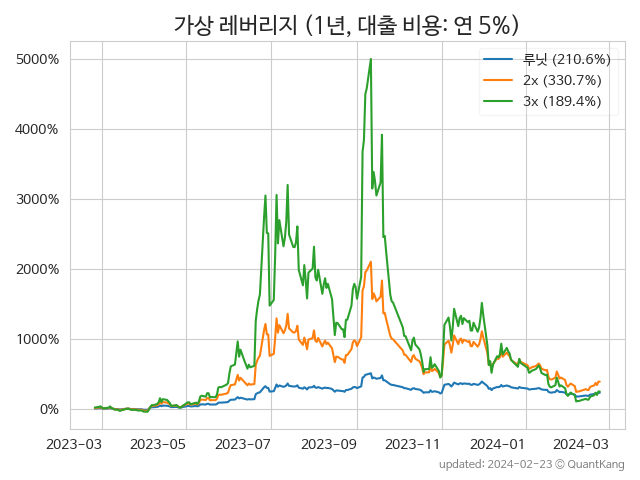 가상 레버리지 (1년, 대출 비용: 연 5%)
루닛 (210.6%)
2x (330.7%)
3x (189.4%)
5000%
4000%
3000%
2000%
1000%
0%
2023-03
2023-05
2023-07
2023-09
2023-11
2024-01
2024-03
updated: 2024-02-23 © QuantKang